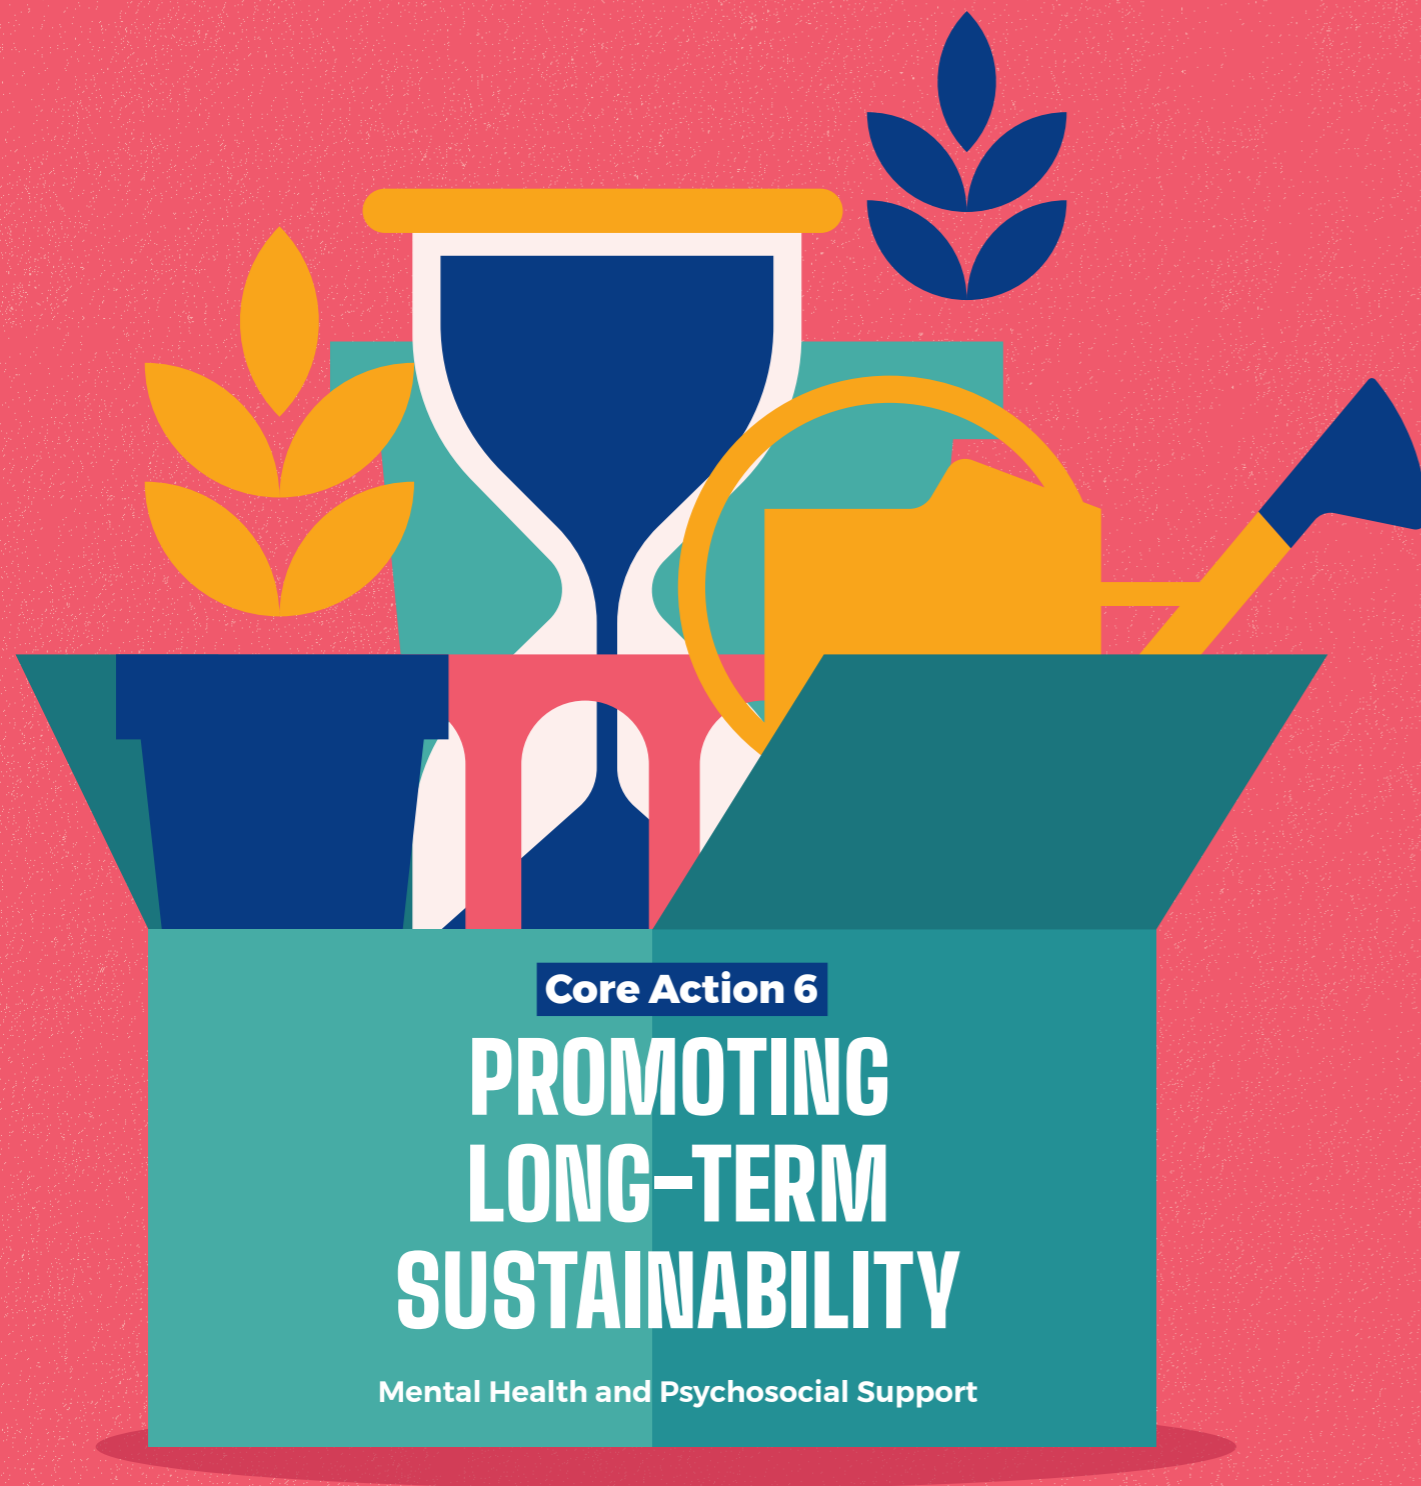 Core Action 6
PROMOTING
LONG-TERM
SUSTAINABILITY
Mental Health and Psychosocial Support